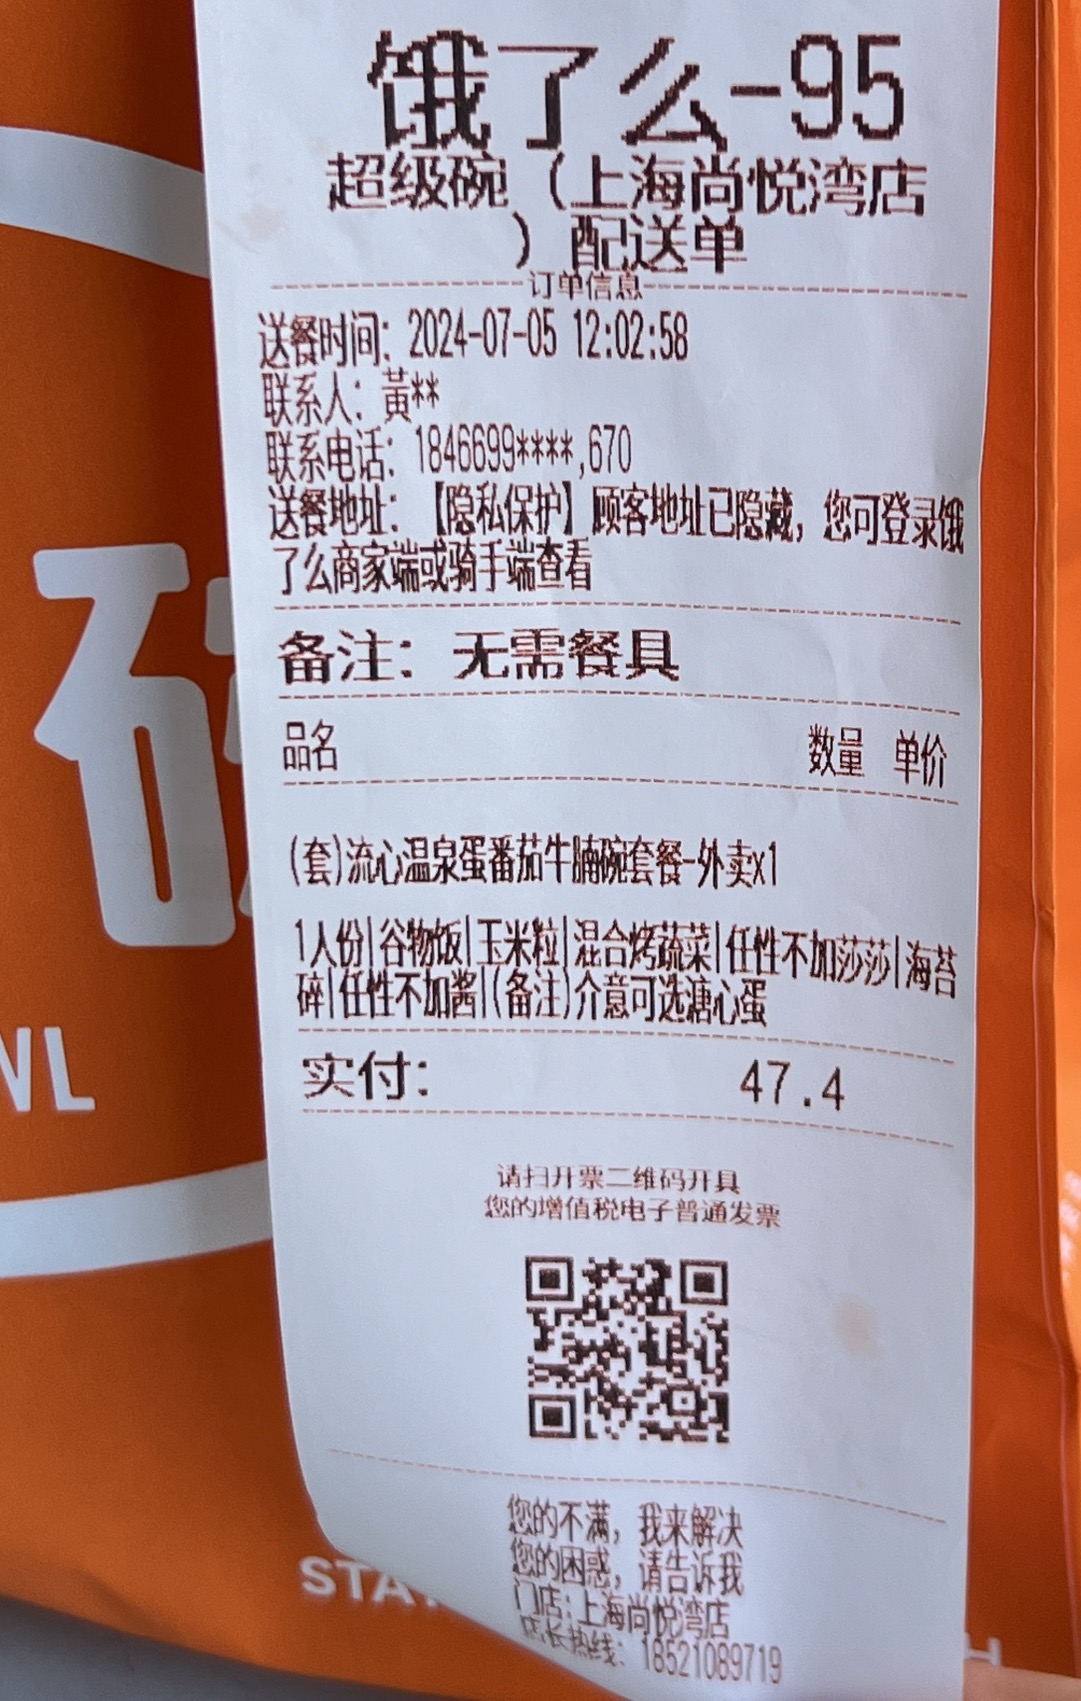 饿了么-95
超级碗（上海尚悦湾店
）配送单
订单信息
送餐时间：2024-07-05 12:02:58
联系人：黃**
联系电话：1846699****,670
送餐地址：【隐私保护】顾客地址已隐藏，您可登录饿
了么商家端或骑手端查看
备注：无需餐具
品名 数量 单价
(套)流心温泉蛋番茄牛腩碗套餐-外卖x1
1人份|谷物饭|玉米粒|混合烤蔬菜|任性不加莎莎|海苔
碎|任性不加酱|(备注)介意可选溏心蛋
实付： 47.4
请扫开票二维码开具
您的增值税电子普通发票
您的不满，我来解决
您的困惑，请告诉我
门店：上海尚悦湾店
店长热线：18521089719
WL
STAY